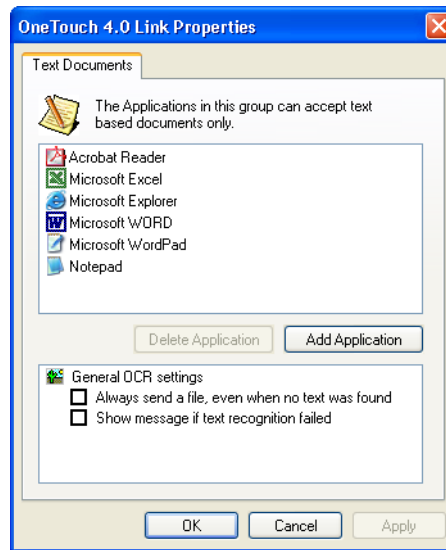 OneTouch 4.0 Link Properties
Text Documents
The Applications in this group can accept text
based documents only.
Acrobat Reader
Microsoft Excel
Microsoft Explorer
Microsoft WORD
Microsoft WordPad
Notepad
Delete Application Add Application
General OCR settings
Always send a file, even when no text was found
Show message if text recognition failed
OK Cancel Apply